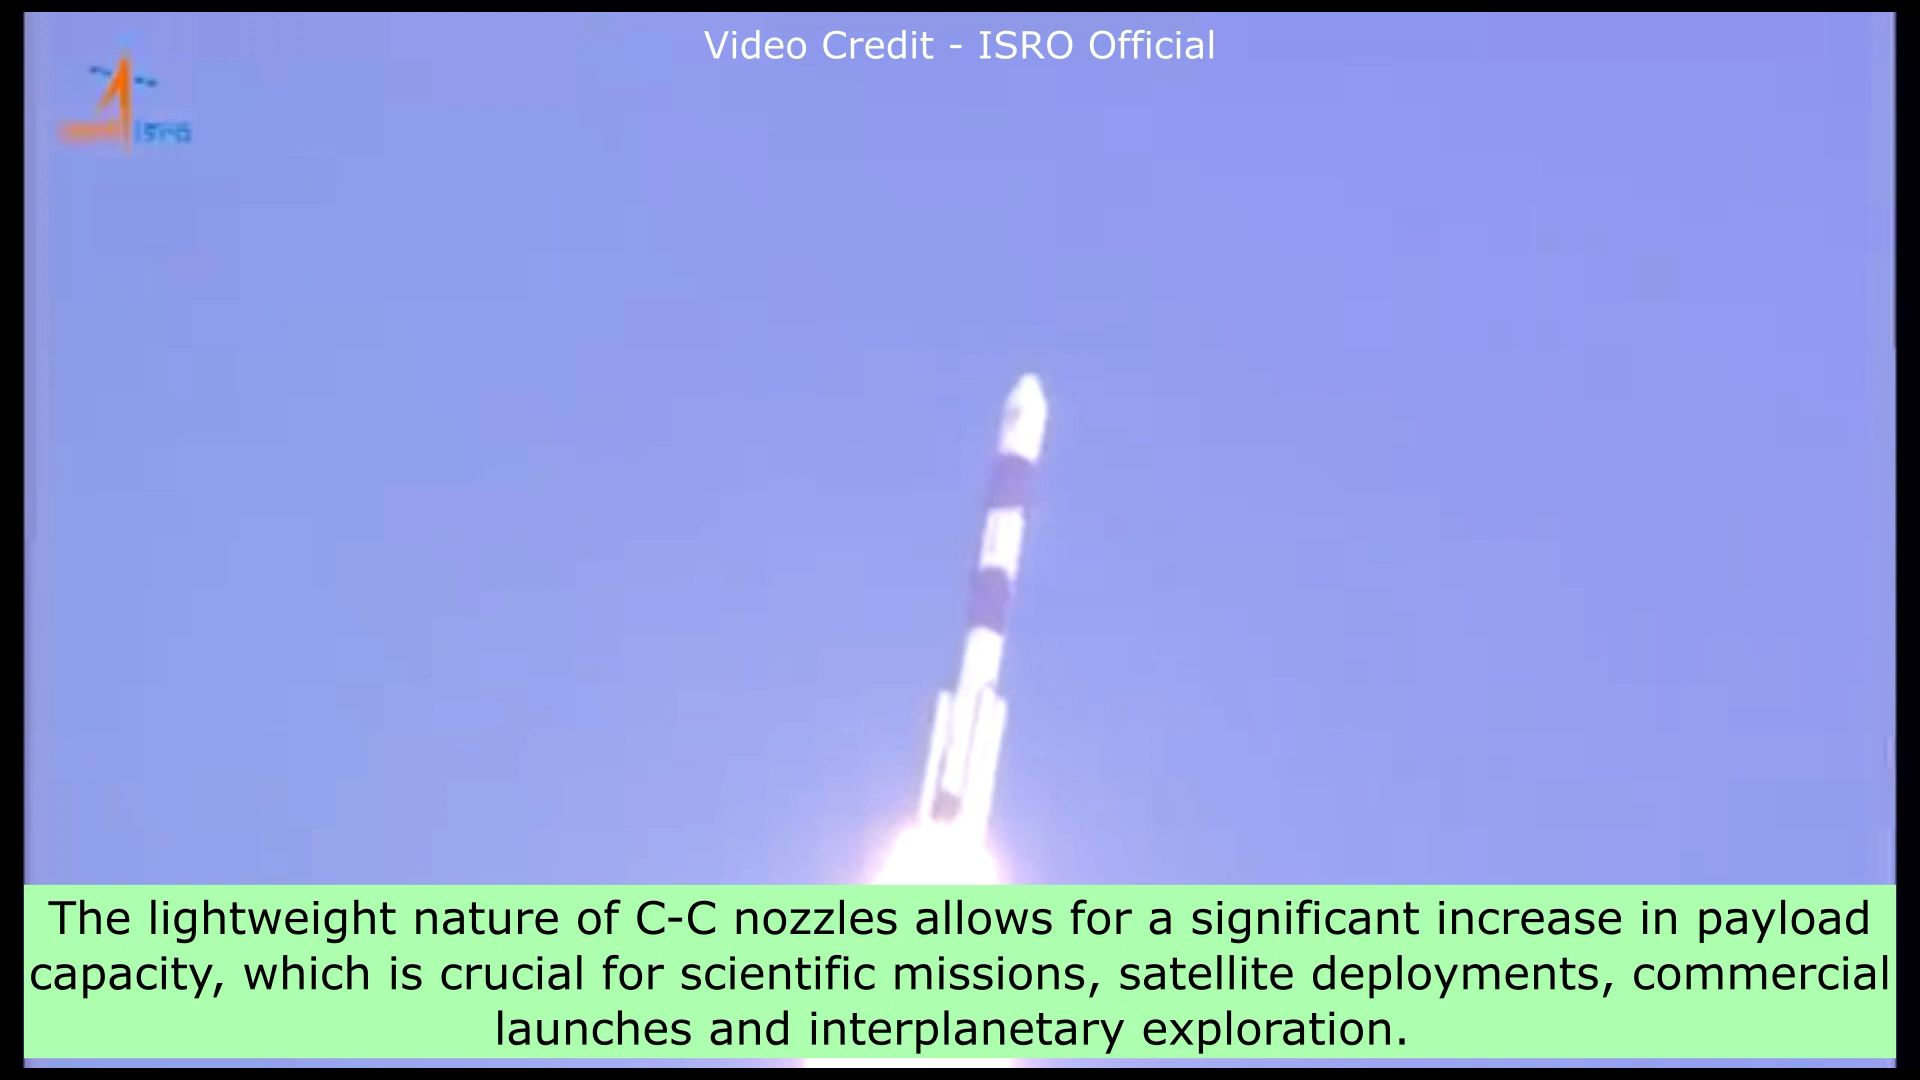 Video Credit - ISRO Official
isro
The lightweight nature of C-C nozzles allows for a significant increase in payload
capacity, which is crucial for scientific missions, satellite deployments, commercial
launches and interplanetary exploration.